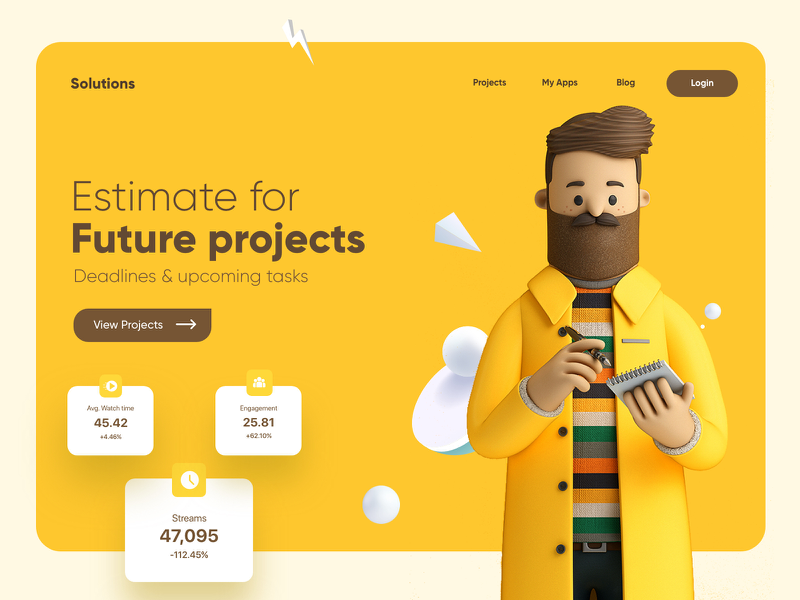 Solutions
Projects
My Apps
Blog
Login
Estimate for
Future projects
Deadlines & upcoming tasks
View Projects
Avg. Watch time
45.42
+4.46%
Engagement
25.81
+62.10%
Streams
47,095
-112.45%